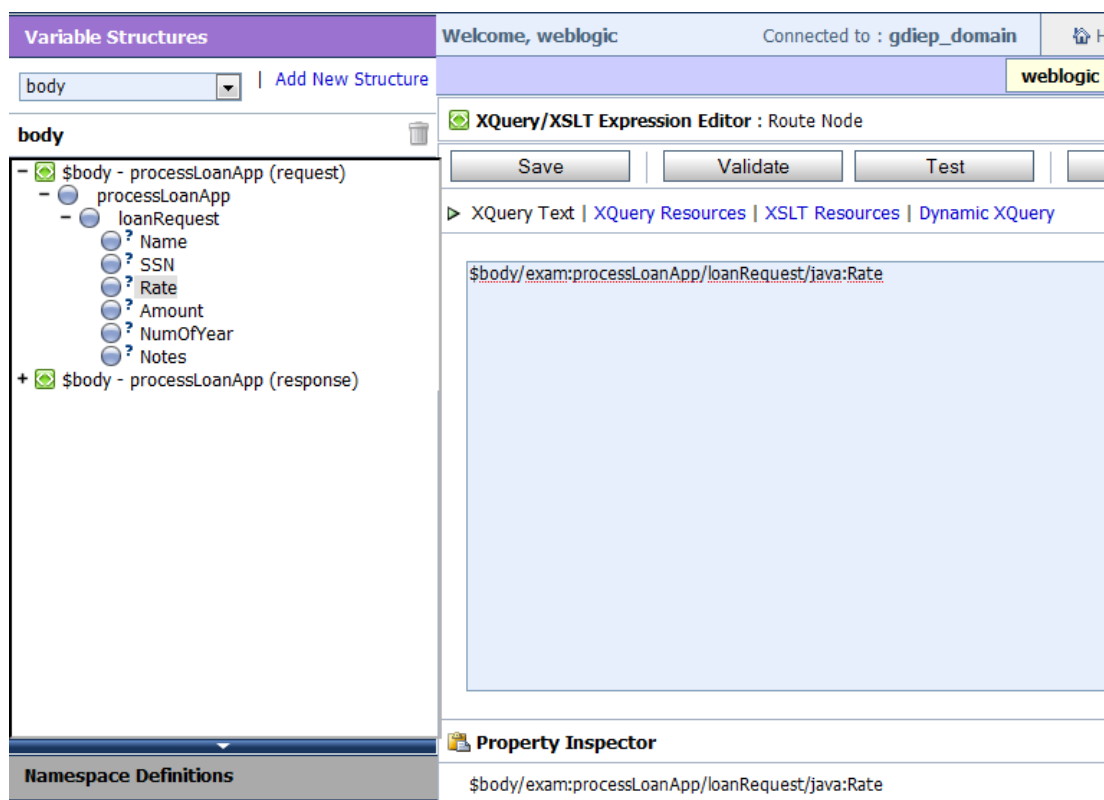 Variable Structures
Welcome, weblogic
Connected to : gdiep_domain
H
body
| Add New Structure
weblogic
body
XQuery/XSLT Expression Editor : Route Node
Save
Validate
Test
XQuery Text | XQuery Resources | XSLT Resources | Dynamic XQuery
$body - processLoanApp (request)
processLoanApp
loanRequest
? Name
? SSN
? Rate
? Amount
? NumOfYear
? Notes
$body - processLoanApp (response)
$body/exam:processLoanApp/loanRequest/java:Rate
Property Inspector
$body/exam:processLoanApp/loanRequest/java:Rate
Namespace Definitions